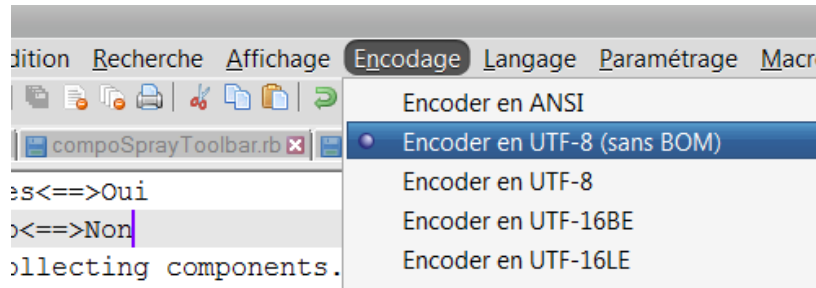 dition Recherche Affichage Encodage Langage Paramétrage Macr
Encoder en ANSI
compoSprayToolbar.rb
Encoder en UTF-8 (sans BOM)
es<==>Oui
Encoder en UTF-8
o<==>Non
Encoder en UTF-16BE
ollecting components.
Encoder en UTF-16LE